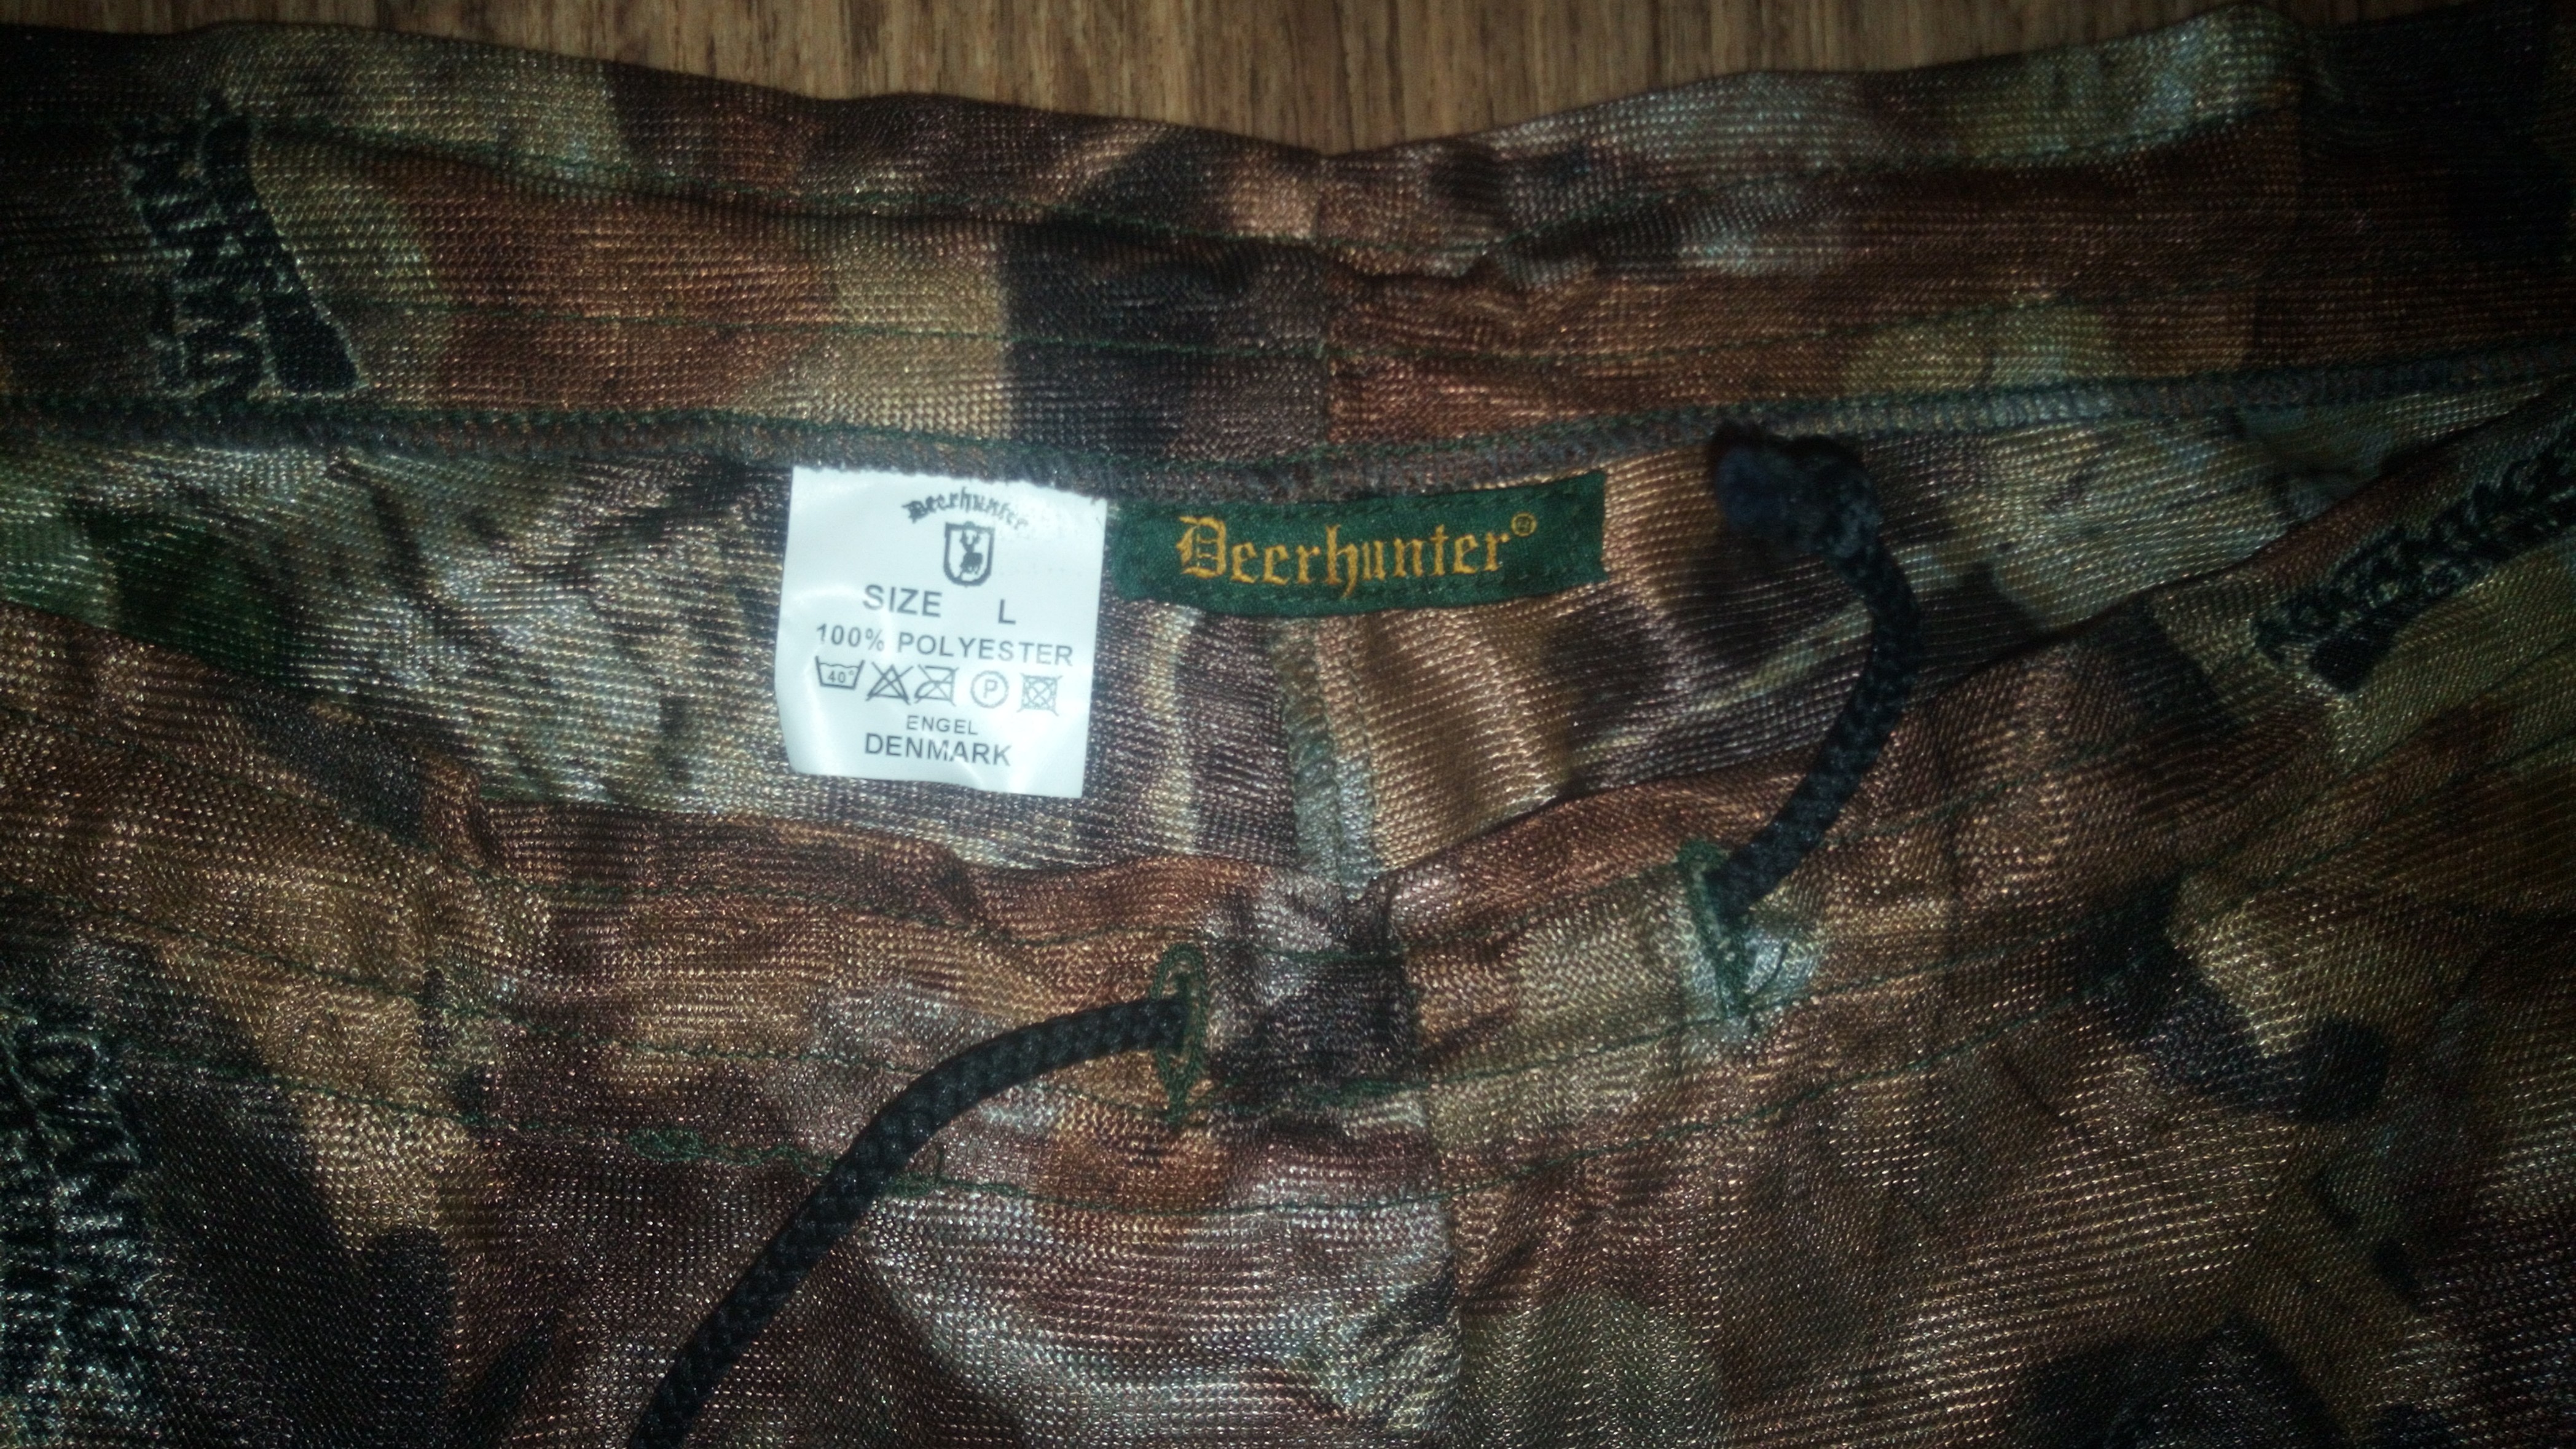 Deerhunter
SIZE L
100% POLYESTER
40°
P
ENGEL
DENMARK
Deerhunter®